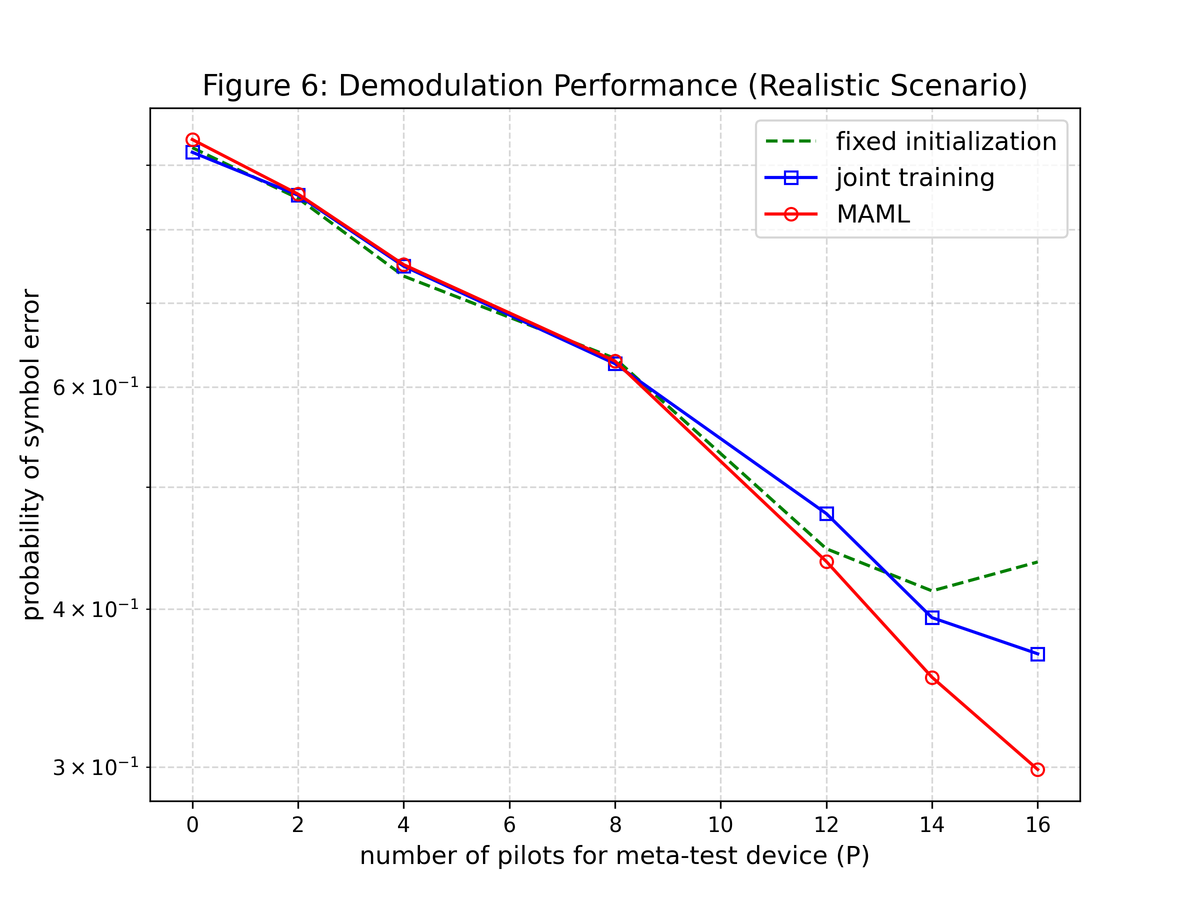 Figure 6: Demodulation Performance (Realistic Scenario)
fixed initialization
joint training
MAML
probability of symbol error
6 × 10⁻¹
4 × 10⁻¹
3 × 10⁻¹
0 2 4 6 8 10 12 14 16
number of pilots for meta-test device (P)